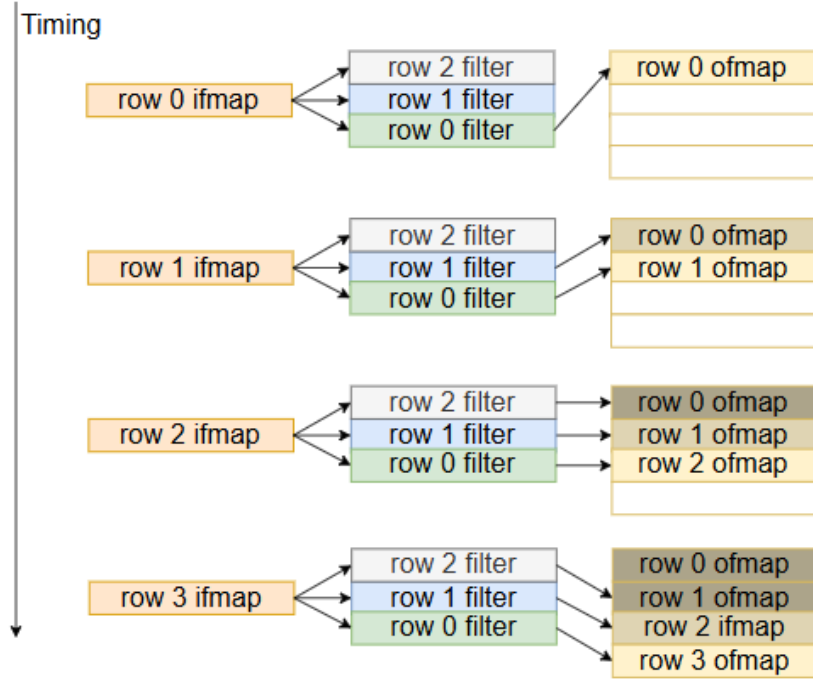 Timing
row 0 ifmap
row 2 filter
row 1 filter
row 0 filter
row 0 ofmap
row 1 ifmap
row 2 filter
row 1 filter
row 0 filter
row 0 ofmap
row 1 ofmap
row 2 ifmap
row 2 filter
row 1 filter
row 0 filter
row 0 ofmap
row 1 ofmap
row 2 ofmap
row 3 ifmap
row 2 filter
row 1 filter
row 0 filter
row 0 ofmap
row 1 ofmap
row 2 ifmap
row 3 ofmap